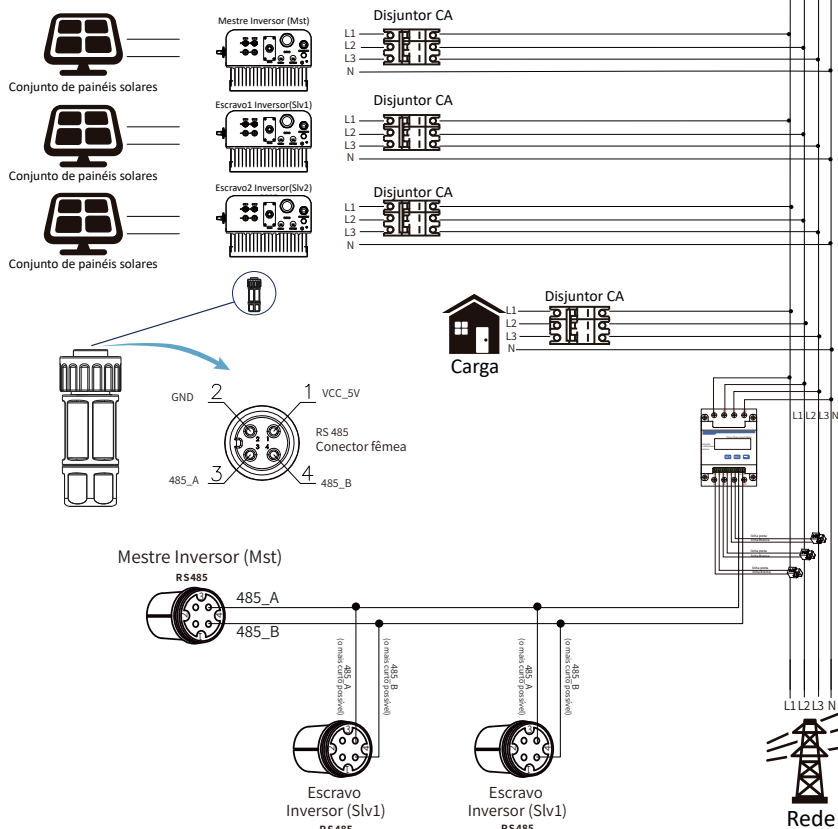 Mestre Inversor (Mst)
Disjuntor CA
L1
L2
L3
N
Conjunto de painéis solares
Escravo1 Inversor(Slv1)
Disjuntor CA
L1
L2
L3
N
Conjunto de painéis solares
Escravo2 Inversor(Slv2)
Disjuntor CA
L1
L2
L3
N
Conjunto de painéis solares
Disjuntor CA
L1
L2
L3
N
Carga
L1 L2 L3 N
GND
2
1
VCC_5V
2
1
3
4
RS 485
Conector fêmea
485_A
3
4
485_B
Mestre Inversor (Mst)
RS485
485_A
485_B
485_A
(o mais curto possível)
485_B
(o mais curto possível)
485_A
(o mais curto possível)
485_B
(o mais curto possível)
Escravo
Inversor (Slv1)
RS485
Escravo
Inversor (Slv1)
RS485
L1 L2 L3 N
Rede